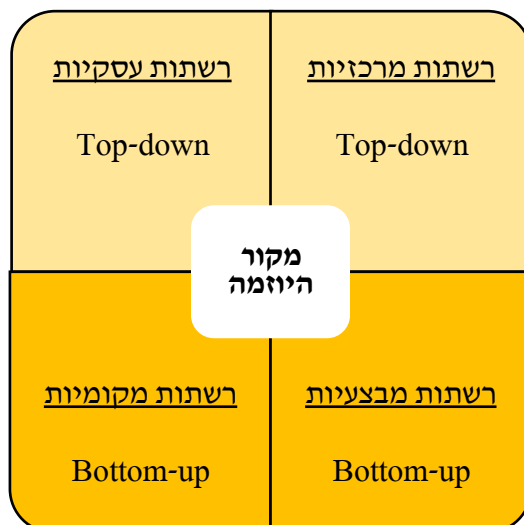 רשתות מרכזיות
Top-down
רשתות עסקיות
Top-down
מקור
היוזמה
רשתות מבצעיות
Bottom-up
רשתות מקומיות
Bottom-up